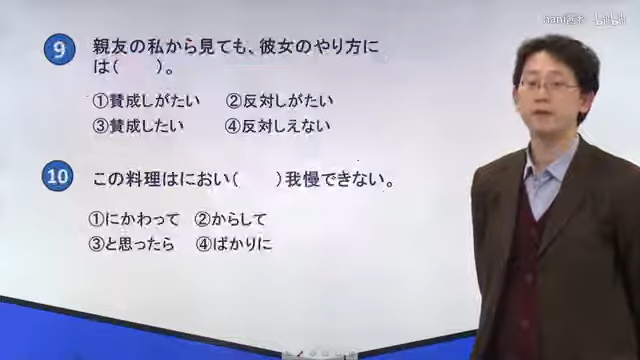 9 親友の私から見ても、彼女のやり方に
は(　　)。
①賛成しがたい　②反対しがたい
③賛成したい　④反対しえない
10 この料理はにおい(　　)我慢できない。
①にかわって　②からして
③と思ったら　④ばかりに